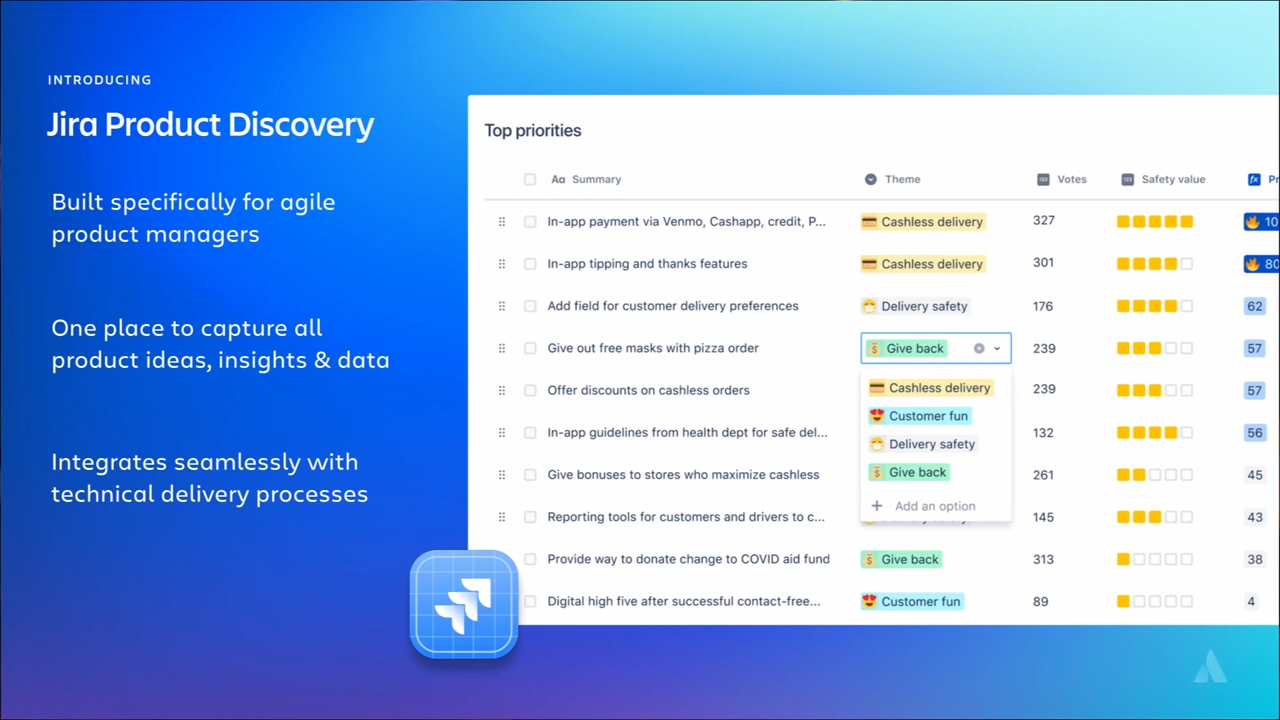 INTRODUCING
Jira Product Discovery
Built specifically for agile
product managers
One place to capture all
product ideas, insights & data
Integrates seamlessly with
technical delivery processes
Top priorities
Aa Summary Theme 123 Votes 123 Safety value fx Pr
In-app payment via Venmo, Cashapp, credit, P... Cashless delivery 327 10
In-app tipping and thanks features Cashless delivery 301 80
Add field for customer delivery preferences Delivery safety 176 62
Give out free masks with pizza order Give back 239 57
Offer discounts on cashless orders Cashless delivery 239 57
Customer fun
In-app guidelines from health dept for safe del... Delivery safety 132 56
Give bonuses to stores who maximize cashless Give back 261 45
Add an option
Reporting tools for customers and drivers to c... 145 43
Provide way to donate change to COVID aid fund Give back 313 38
Digital high five after successful contact-free... Customer fun 89 4